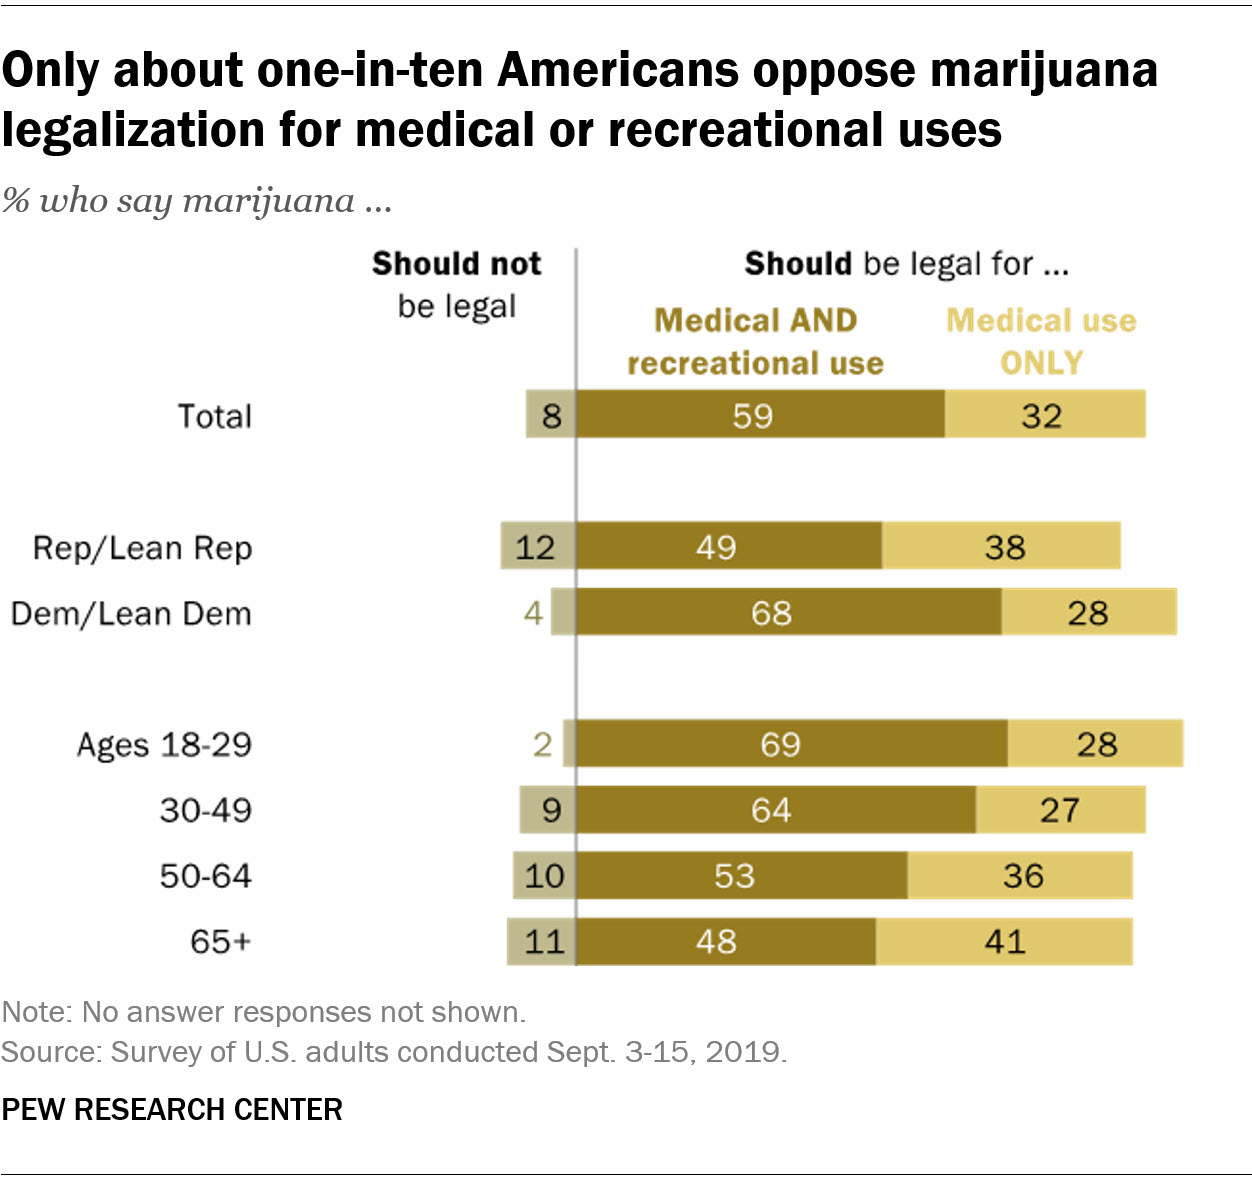 Only about one-in-ten Americans oppose marijuana
legalization for medical or recreational uses
% who say marijuana ...
Should not
be legal
Should be legal for ...
Medical AND
recreational use
Medical use
ONLY
Total 8 59 32
Rep/Lean Rep 12 49 38
Dem/Lean Dem 4 68 28
Ages 18-29 2 69 28
30-49 9 64 27
50-64 10 53 36
65+ 11 48 41
Note: No answer responses not shown.
Source: Survey of U.S. adults conducted Sept. 3-15, 2019.
PEW RESEARCH CENTER